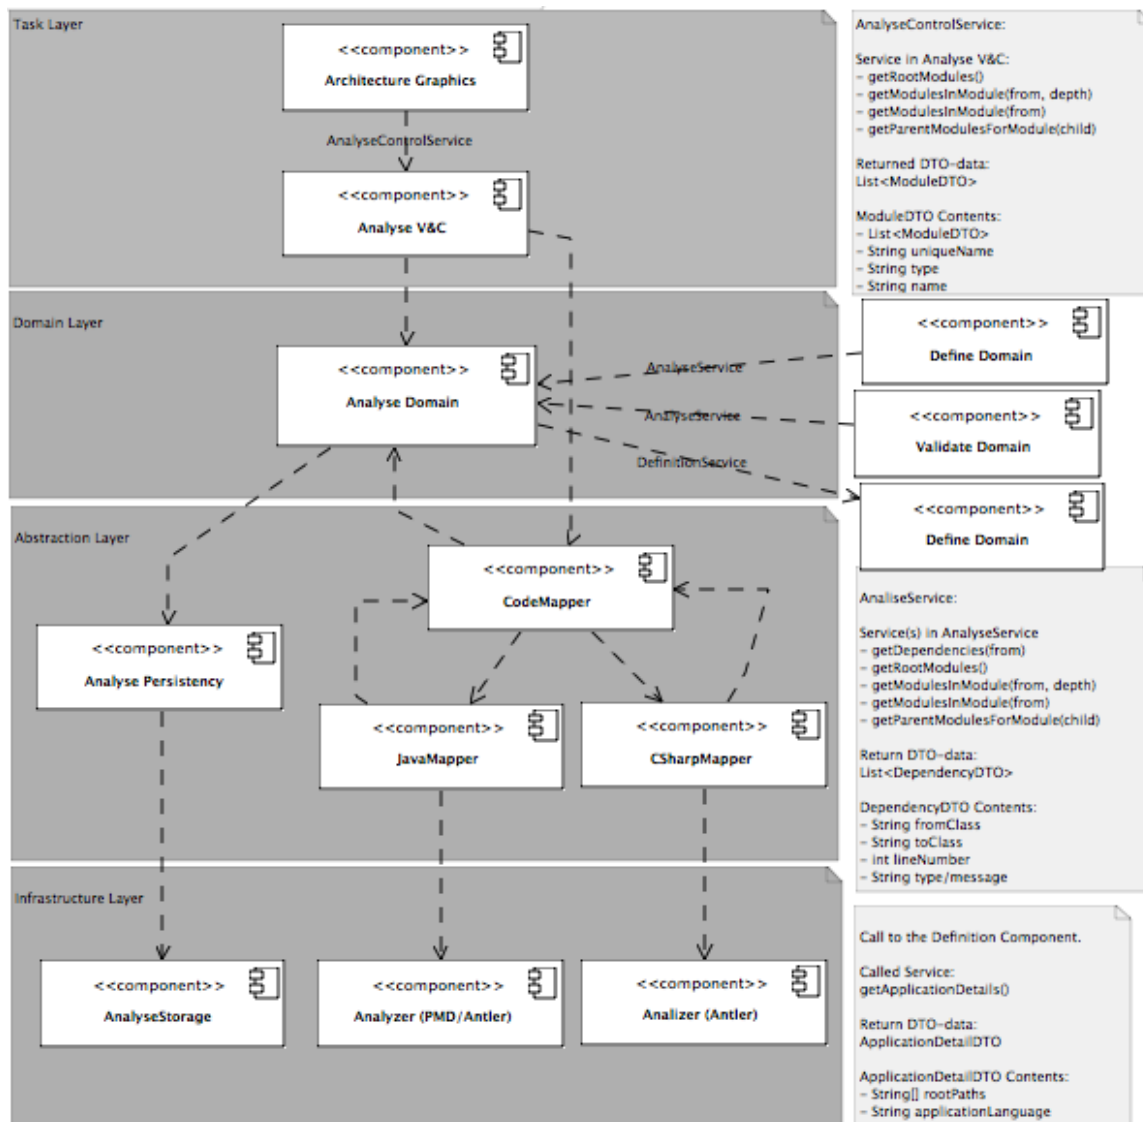 Task Layer
<<component>>
Architecture Graphics
AnalyseControlService
<<component>>
Analyse V&C
AnalyseControlService:
Service in Analyse V&C:
- getRootModules()
- getModulesInModule(from, depth)
- getModulesInModule(from)
- getParentModulesForModule(child)
Returned DTO-data:
List<ModuleDTO>
ModuleDTO Contents:
- List<ModuleDTO>
- String uniqueName
- String type
- String name
Domain Layer
<<component>>
Analyse Domain
AnalyseService
AnalyseService
DefinitionService
<<component>>
Define Domain
<<component>>
Validate Domain
<<component>>
Define Domain
Abstraction Layer
<<component>>
CodeMapper
<<component>>
Analyse Persistency
<<component>>
JavaMapper
<<component>>
CSharpMapper
AnaliseService:
Service(s) in AnalyseService
- getDependencies(from)
- getRootModules()
- getModulesInModule(from, depth)
- getModulesInModule(from)
- getParentModulesForModule(child)
Return DTO-data:
List<DependencyDTO>
DependencyDTO Contents:
- String fromClass
- String toClass
- int lineNumber
- String type/message
Infrastructure Layer
<<component>>
AnalyseStorage
<<component>>
Analyzer (PMD/Antler)
<<component>>
Analizer (Antler)
Call to the Definition Component.
Called Service:
getApplicationDetails()
Return DTO-data:
ApplicationDetailDTO
ApplicationDetailDTO Contents:
- String[] rootPaths
- String applicationLanguage